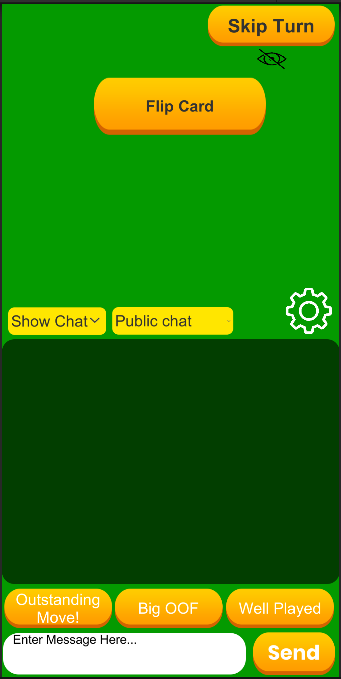 Skip Turn
Flip Card
Show Chat
Public chat
Outstanding
Move!
Big OOF
Well Played
Enter Message Here...
Send